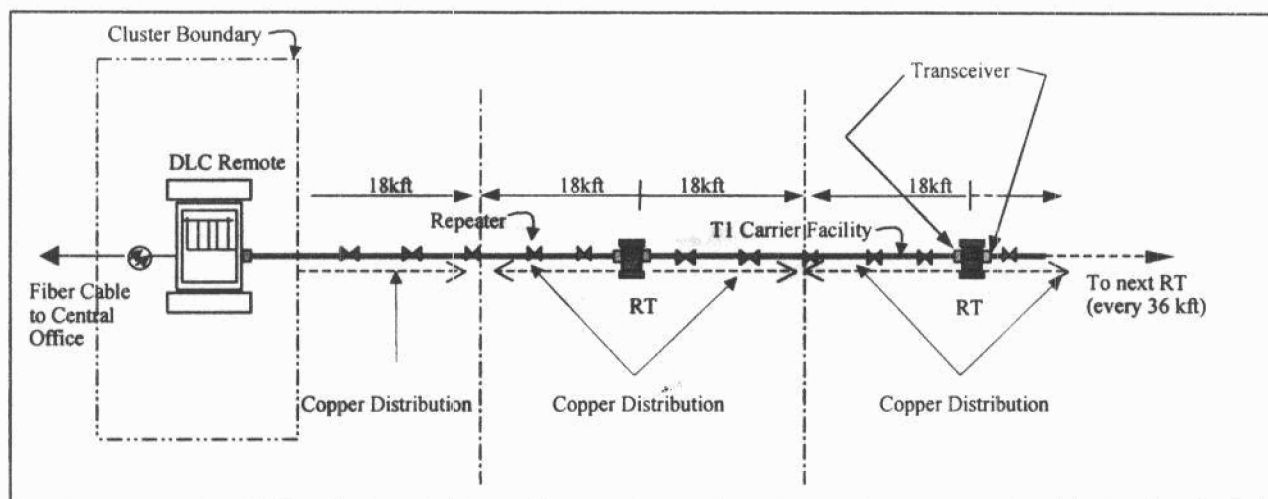 Cluster Boundary
Transceiver
DLC Remote
18kft
18kft
18kft
18kft
Repeater
T1 Carrier Facility
Fiber Cable
to Central
Office
RT
RT
To next RT
(every 36 kft)
Copper Distribution
Copper Distribution
Copper Distribution